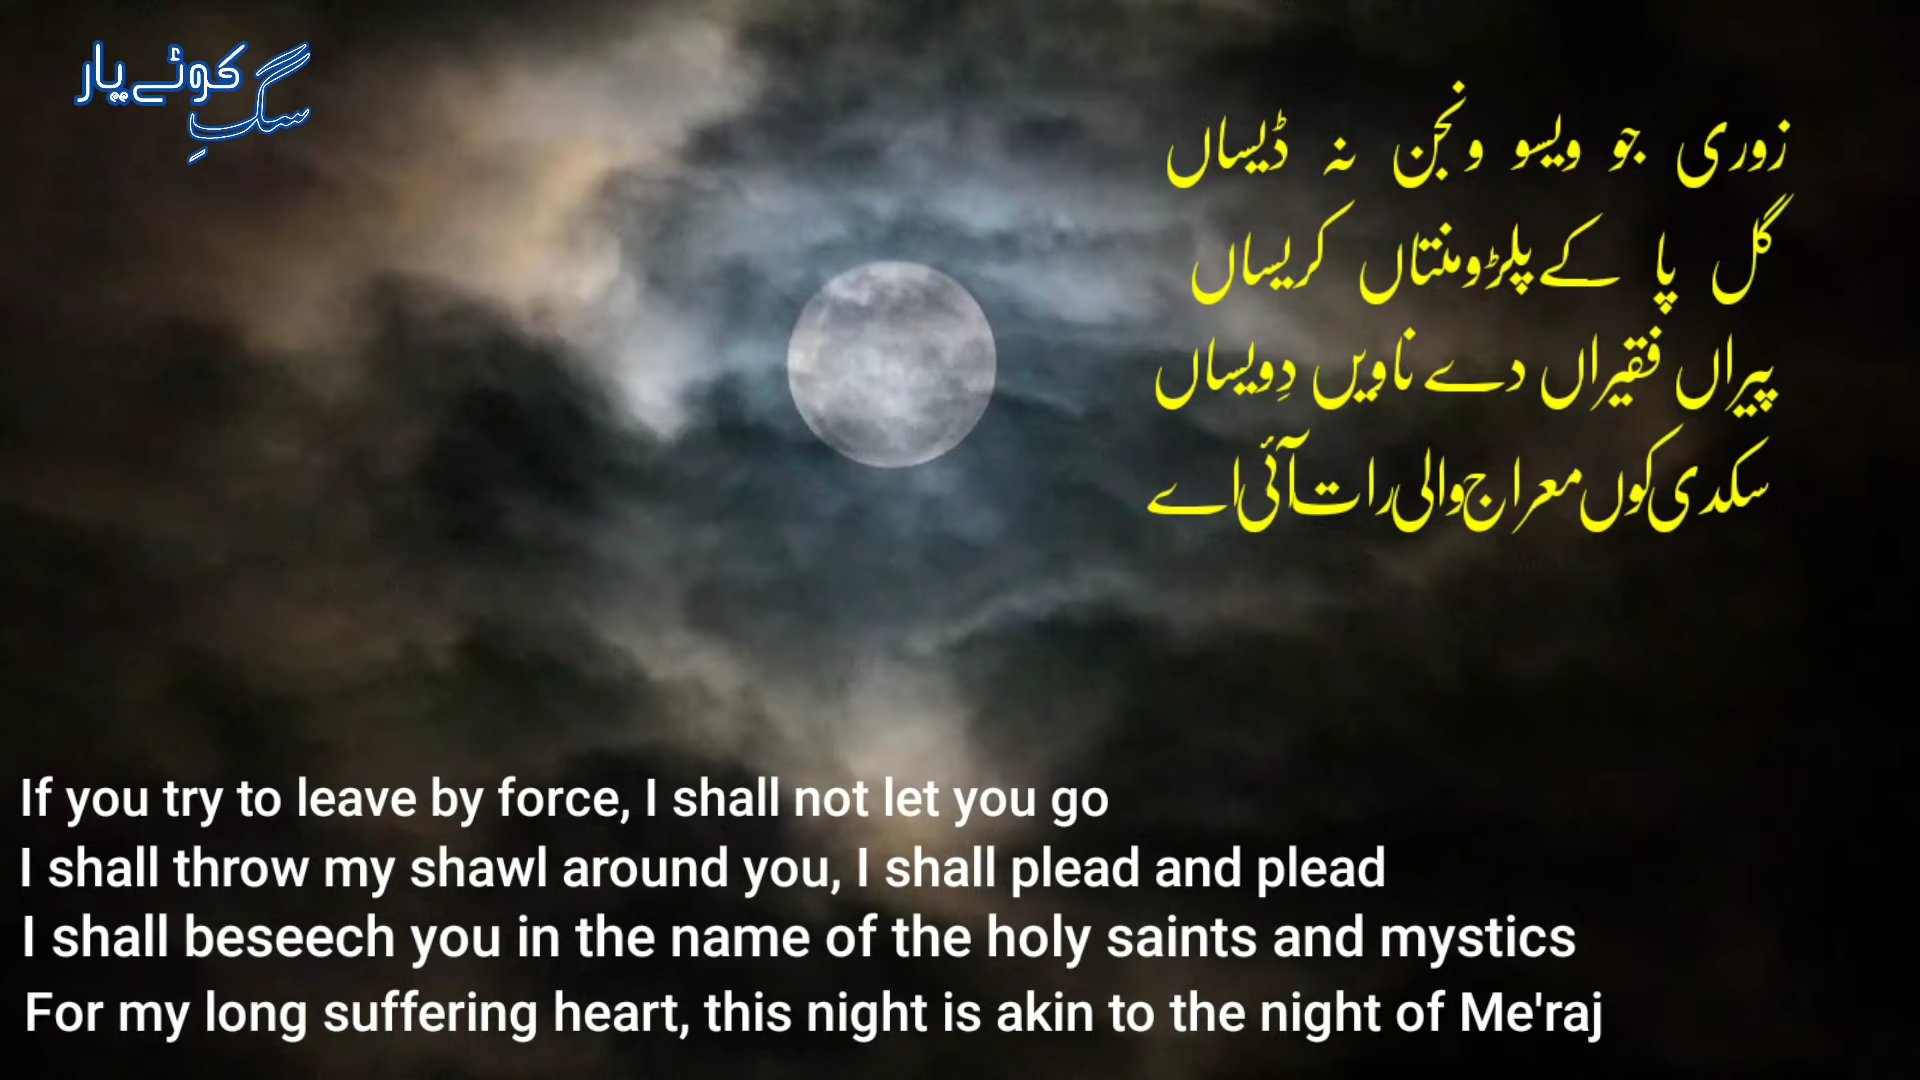 سگِ کوئے یار
زوری جو ویسو ونجن نہ ڈیساں
گل پا کے پلڑو منتاں کریساں
پیراں فقیراں دے ناویں دِویساں
سکدی کوں معراج والی رات آئی اے
If you try to leave by force, I shall not let you go
I shall throw my shawl around you, I shall plead and plead
I shall beseech you in the name of the holy saints and mystics
For my long suffering heart, this night is akin to the night of Me'raj